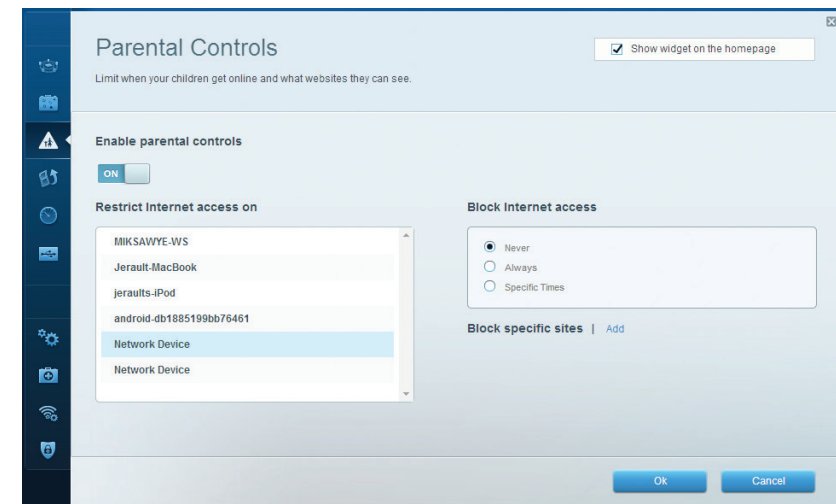 Parental Controls
Show widget on the homepage
Limit when your children get online and what websites they can see.
Enable parental controls
ON
Restrict Internet access on
MIKSAWYE-WS
Jerault-MacBook
jeraults-iPod
android-db1885199bb76461
Network Device
Network Device
Block Internet access
Never
Always
Specific Times
Block specific sites | Add
Ok
Cancel